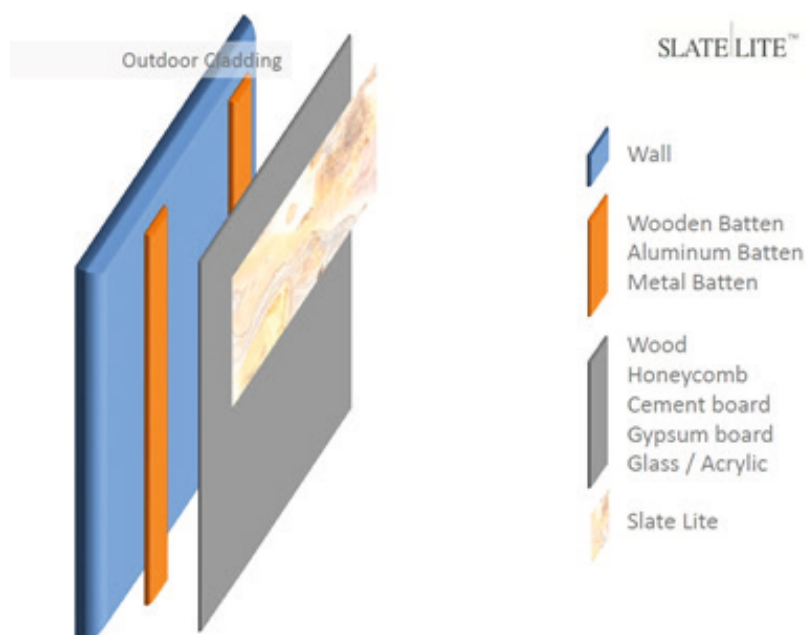 Outdoor Cladding
SLATE LITE™
Wall
Wooden Batten
Aluminum Batten
Metal Batten
Wood
Honeycomb
Cement board
Gypsum board
Glass / Acrylic
Slate Lite